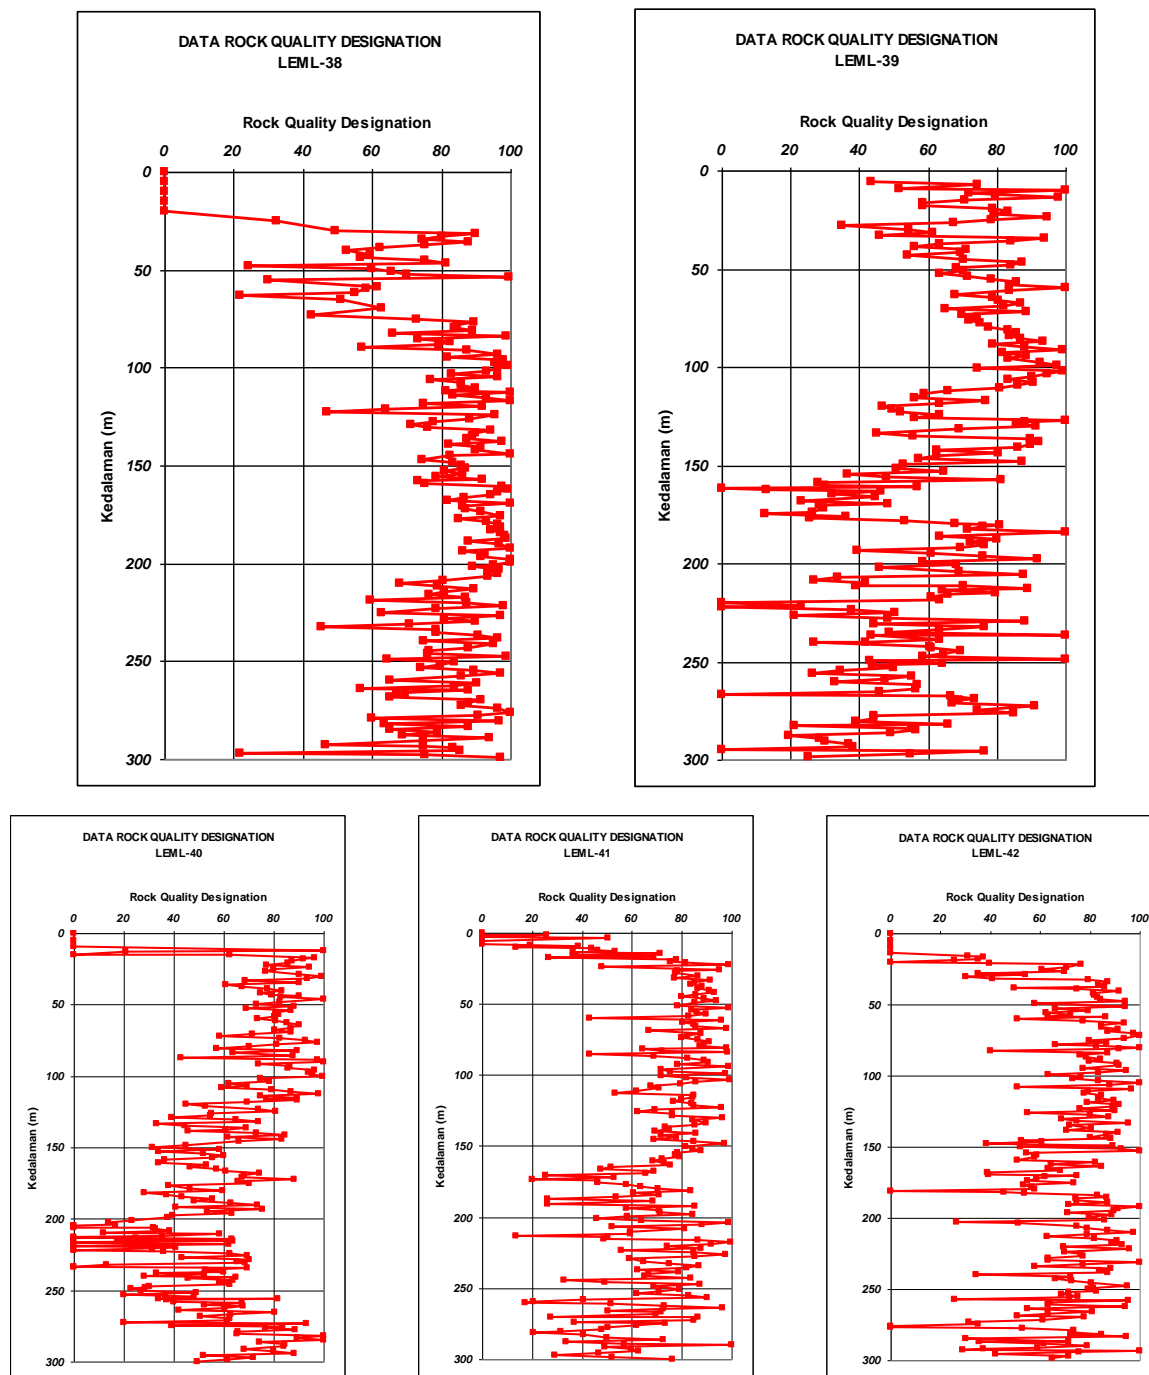 DATA ROCK QUALITY DESIGNATION
LEML-38
Rock Quality Designation
0 20 40 60 80 100
0
50
100
150
200
250
300
Kedalaman (m)
DATA ROCK QUALITY DESIGNATION
LEML-39
Rock Quality Designation
0 20 40 60 80 100
0
50
100
150
200
250
300
Kedalaman (m)
DATA ROCK QUALITY DESIGNATION
LEML-40
Rock Quality Designation
0 20 40 60 80 100
0
50
100
150
200
250
300
Kedalaman (m)
DATA ROCK QUALITY DESIGNATION
LEML-41
Rock Quality Designation
0 20 40 60 80 100
0
50
100
150
200
250
300
Kedalaman (m)
DATA ROCK QUALITY DESIGNATION
LEML-42
Rock Quality Designation
0 20 40 60 80 100
0
50
100
150
200
250
300
Kedalaman (m)